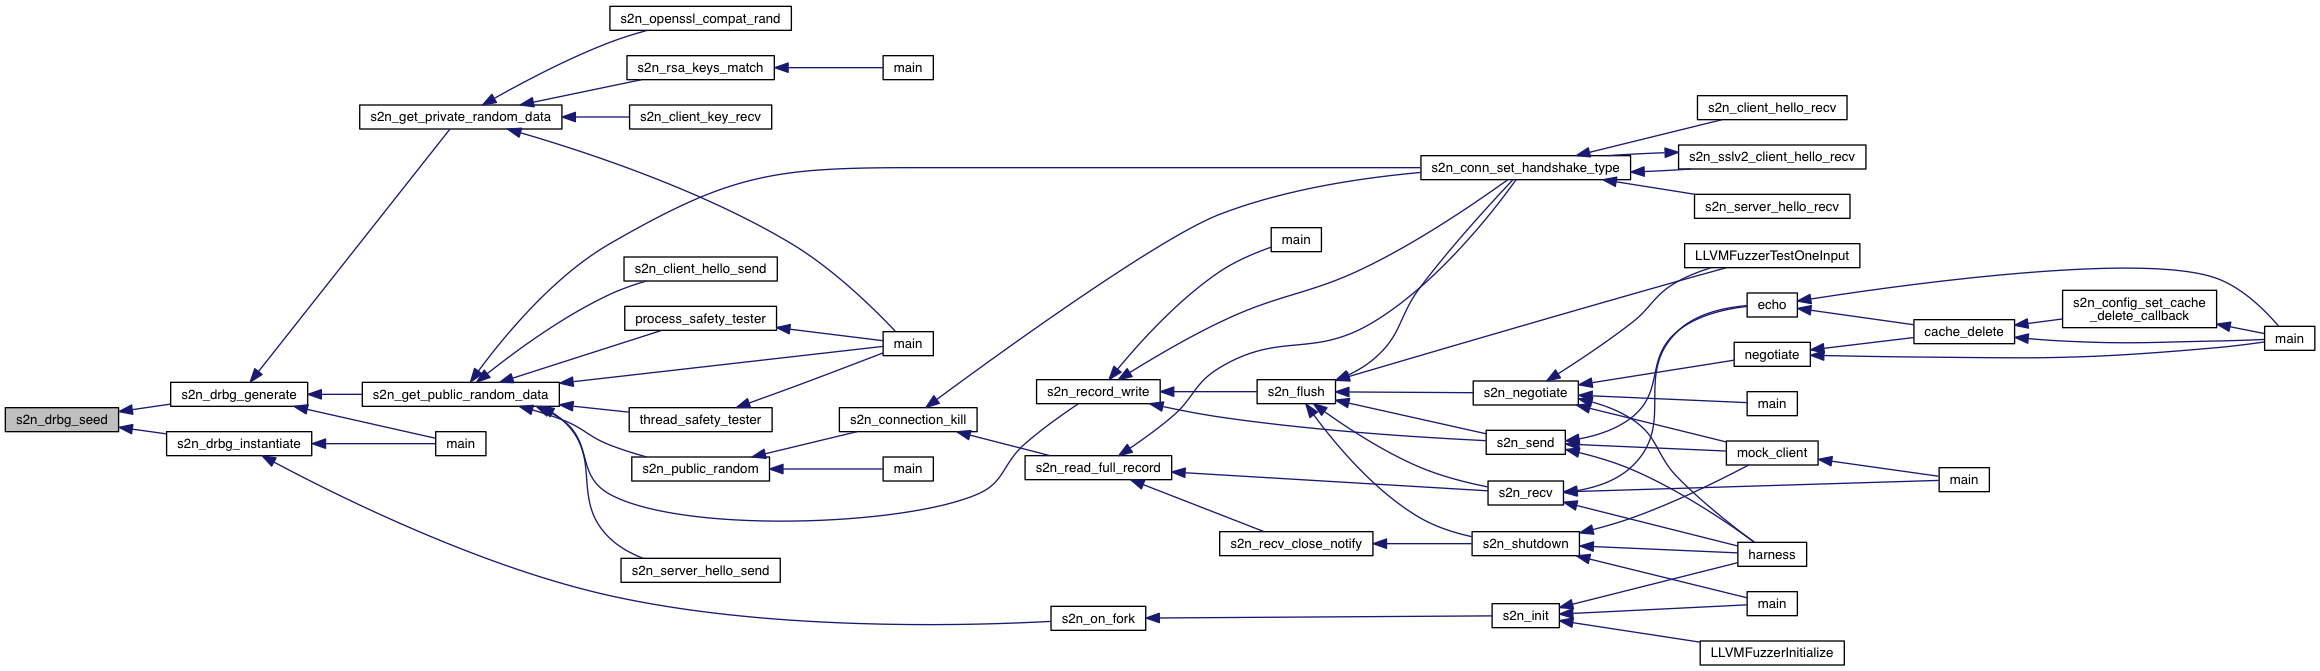 s2n_openssl_compat_rand
s2n_rsa_keys_match
main
s2n_get_private_random_data
s2n_client_key_recv
s2n_client_hello_recv
s2n_conn_set_handshake_type
s2n_sslv2_client_hello_recv
s2n_server_hello_recv
main
s2n_client_hello_send
LLVMFuzzerTestOneInput
process_safety_tester
main
echo
s2n_config_set_cache
_delete_callback
cache_delete
main
negotiate
s2n_drbg_generate
s2n_get_public_random_data
s2n_record_write
s2n_flush
s2n_negotiate
main
s2n_drbg_seed
thread_safety_tester
s2n_connection_kill
s2n_drbg_instantiate
main
s2n_send
mock_client
s2n_public_random
main
s2n_read_full_record
s2n_recv
main
s2n_recv_close_notify
s2n_shutdown
harness
s2n_server_hello_send
main
s2n_on_fork
s2n_init
LLVMFuzzerInitialize